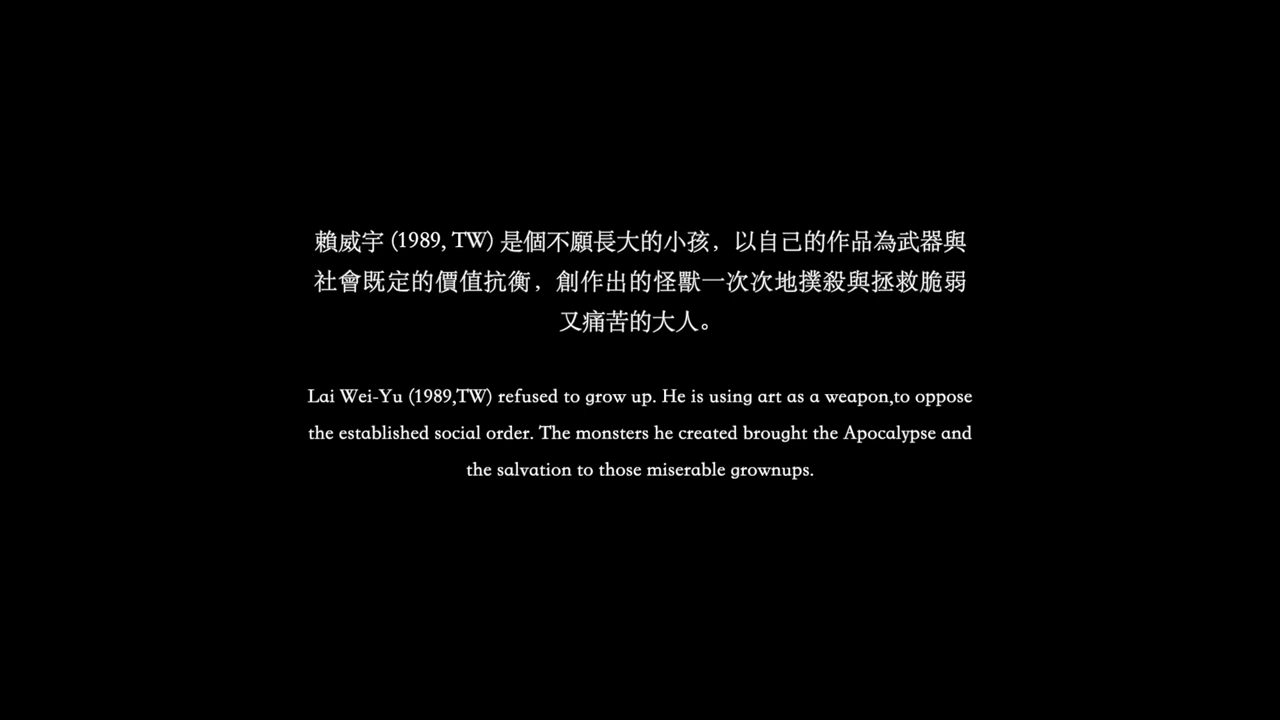 賴威宇 (1989, TW) 是個不願長大的小孩，以自己的作品為武器與
社會既定的價值抗衡，創作出的怪獸一次次地撲殺與拯救脆弱
又痛苦的大人。
Lai Wei-Yu (1989,TW) refused to grow up. He is using art as a weapon,to oppose
the established social order. The monsters he created brought the Apocalypse and
the salvation to those miserable grownups.